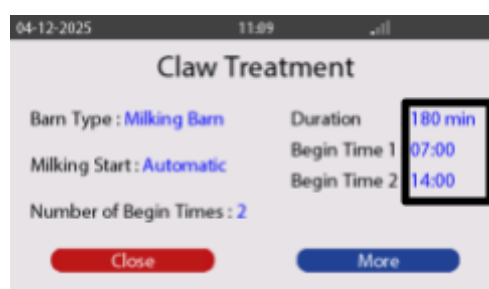 04-12-2025 11:09
Claw Treatment
Barn Type : Milking Barn
Milking Start : Automatic
Number of Begin Times : 2
Duration 180 min
Begin Time 1 07:00
Begin Time 2 14:00
Close More